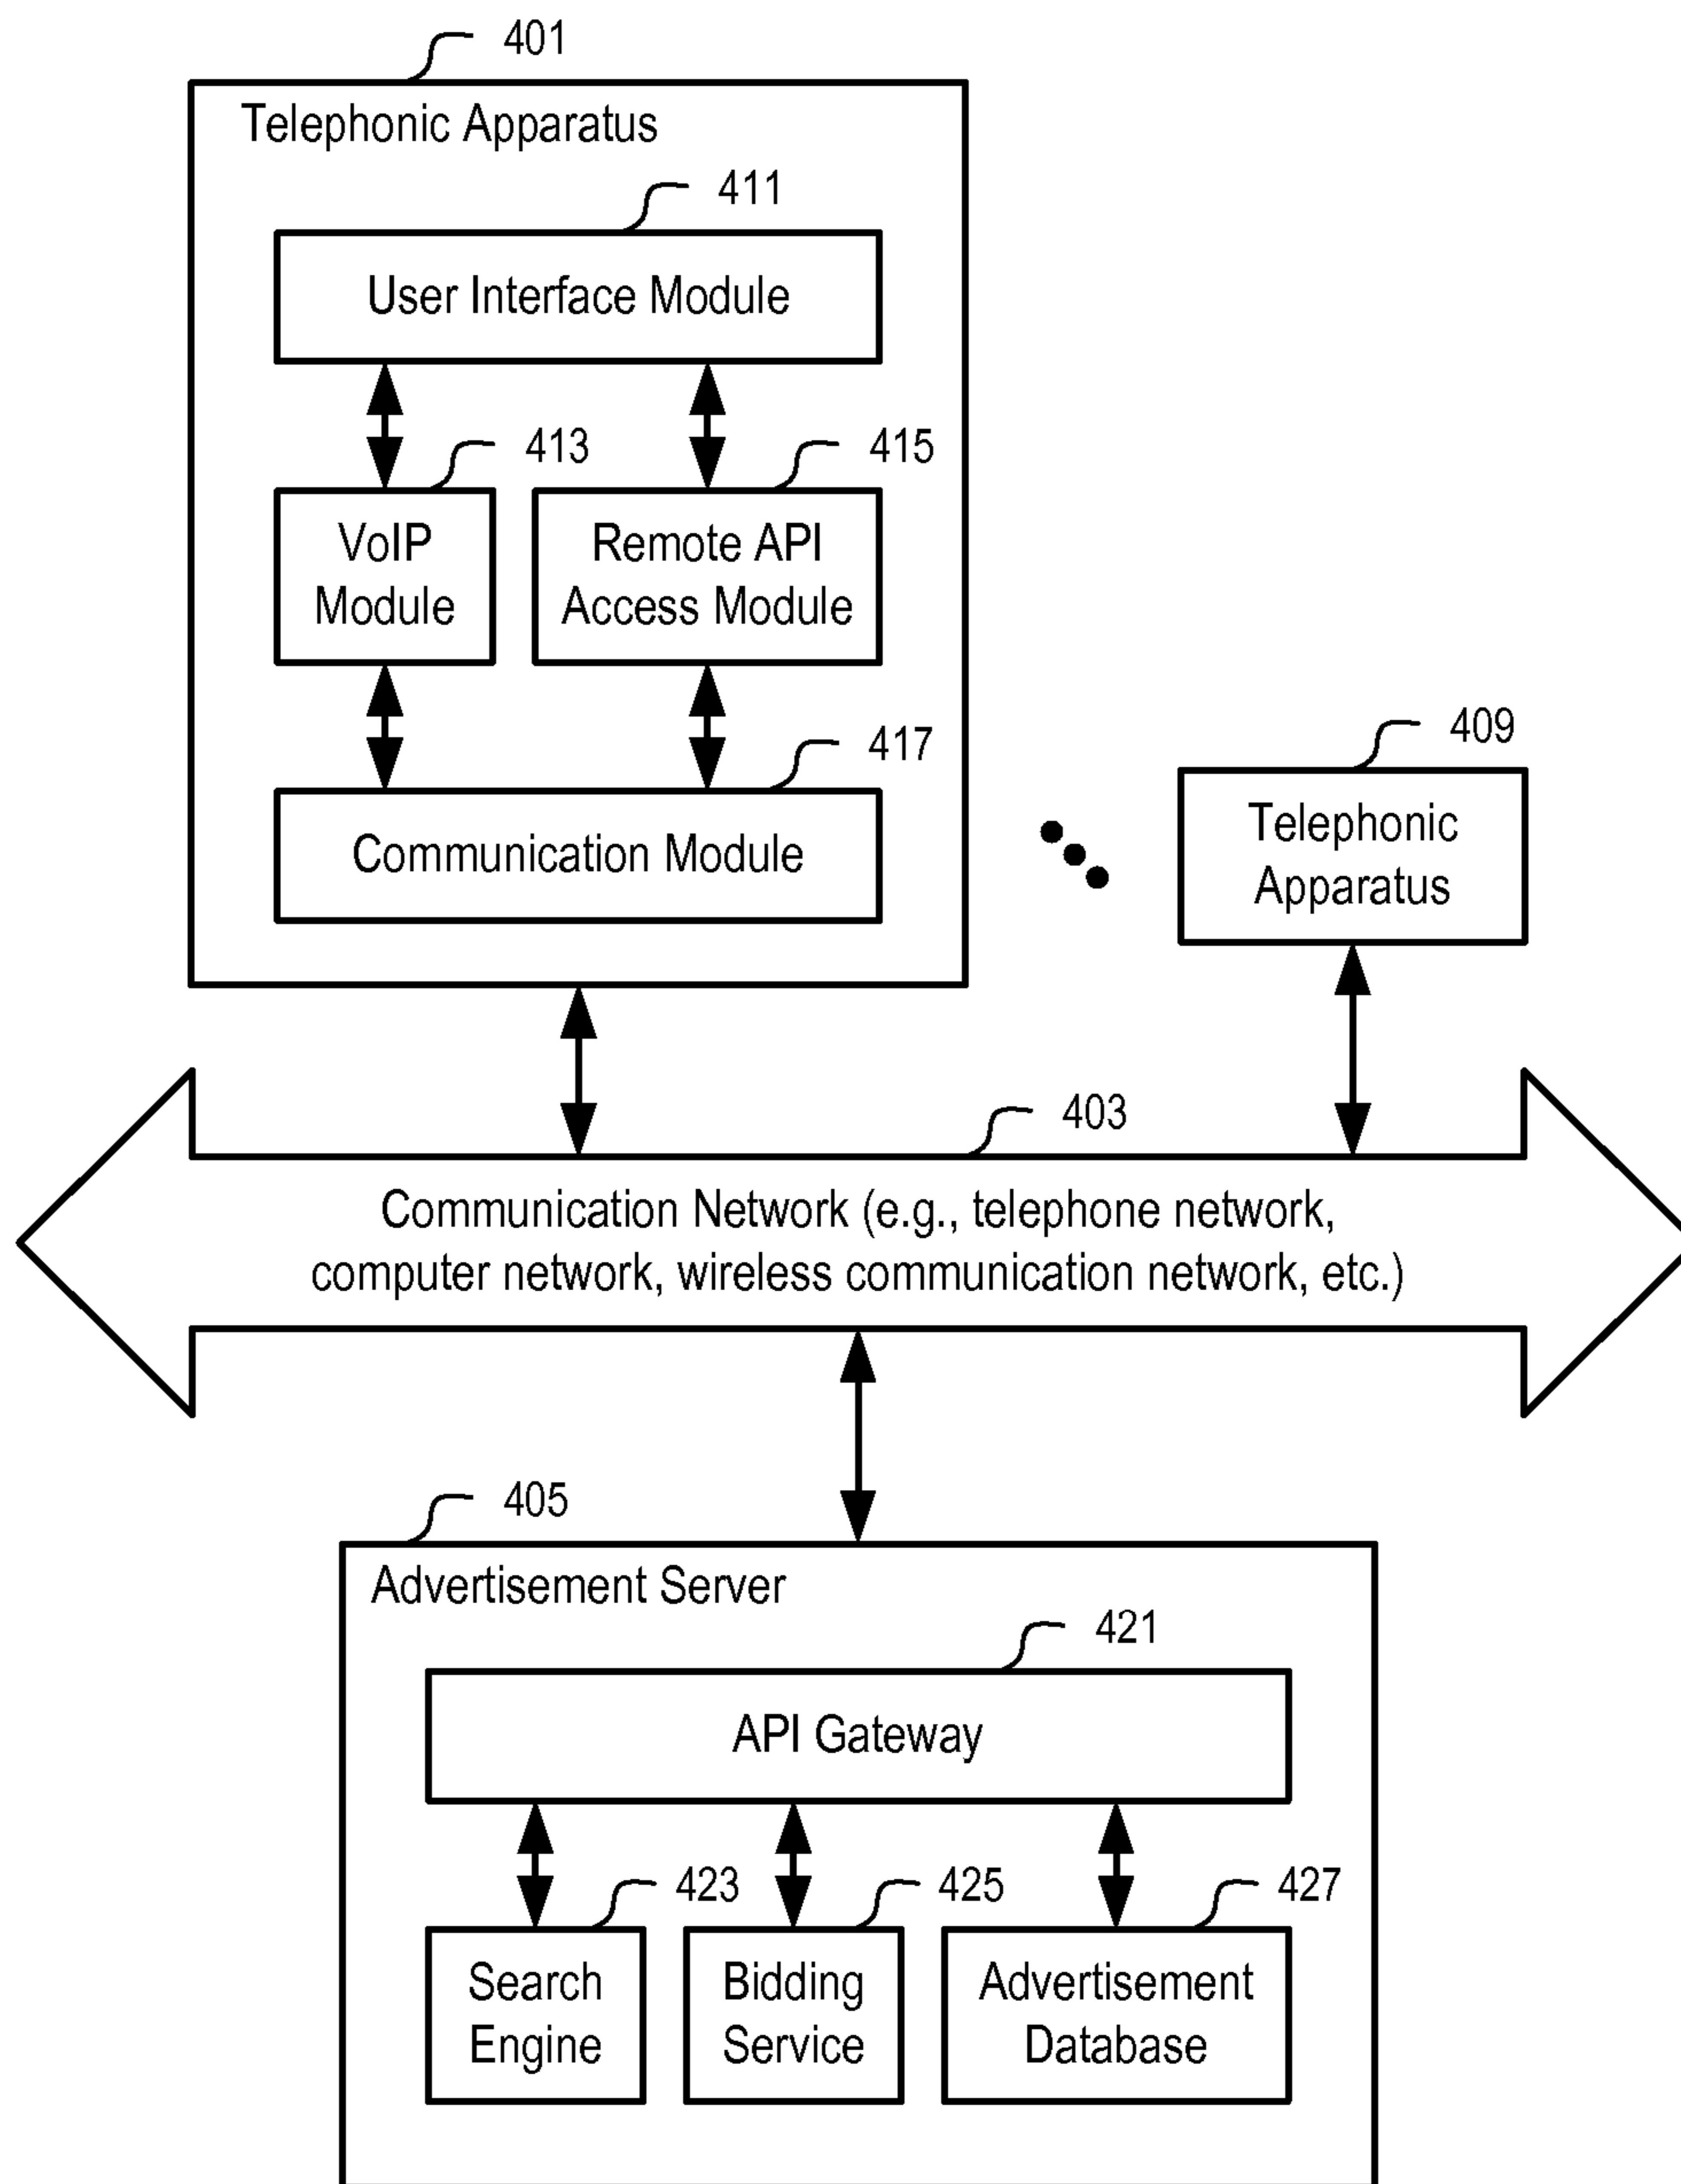 401
Telephonic Apparatus
411
User Interface Module
413
415
VoIP
Module
Remote API
Access Module
417
Communication Module
409
Telephonic
Apparatus
403
Communication Network (e.g., telephone network,
computer network, wireless communication network, etc.)
405
Advertisement Server
421
API Gateway
423
425
427
Search
Engine
Bidding
Service
Advertisement
Database